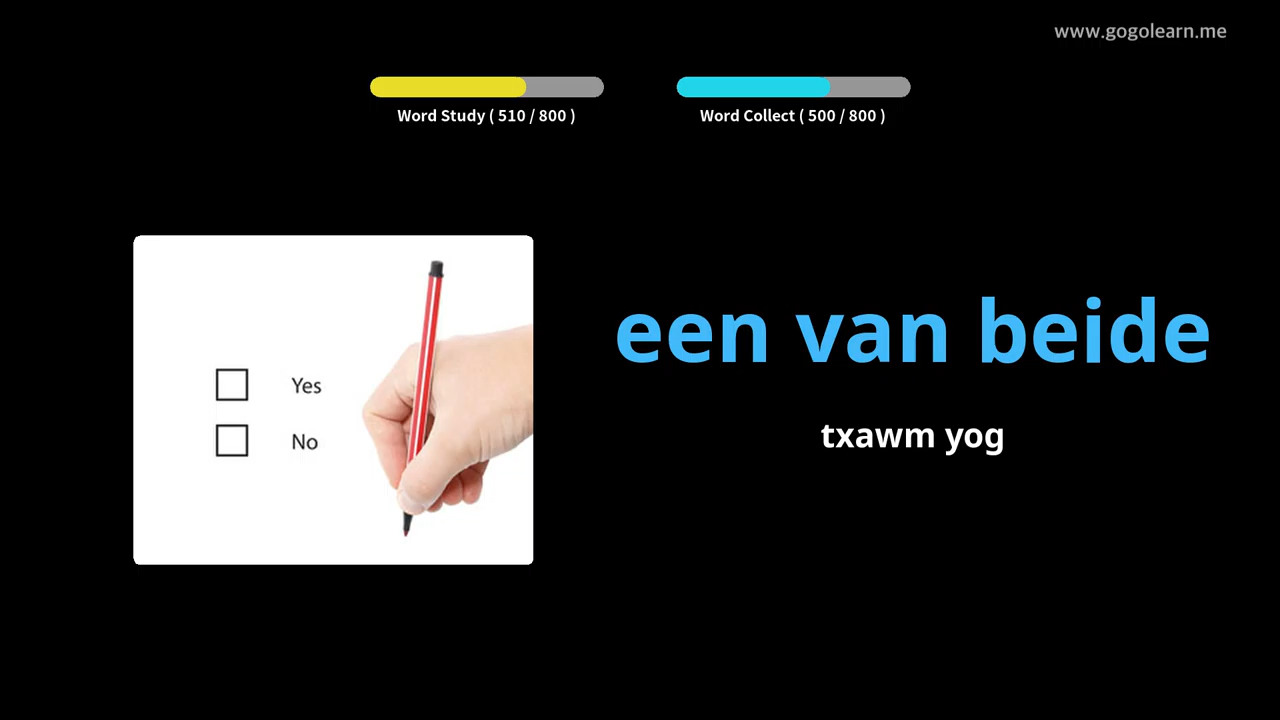 www.gogolearn.me
Word Study ( 510 / 800 )
Word Collect ( 500 / 800 )
een van beide
txawm yog
Yes
No